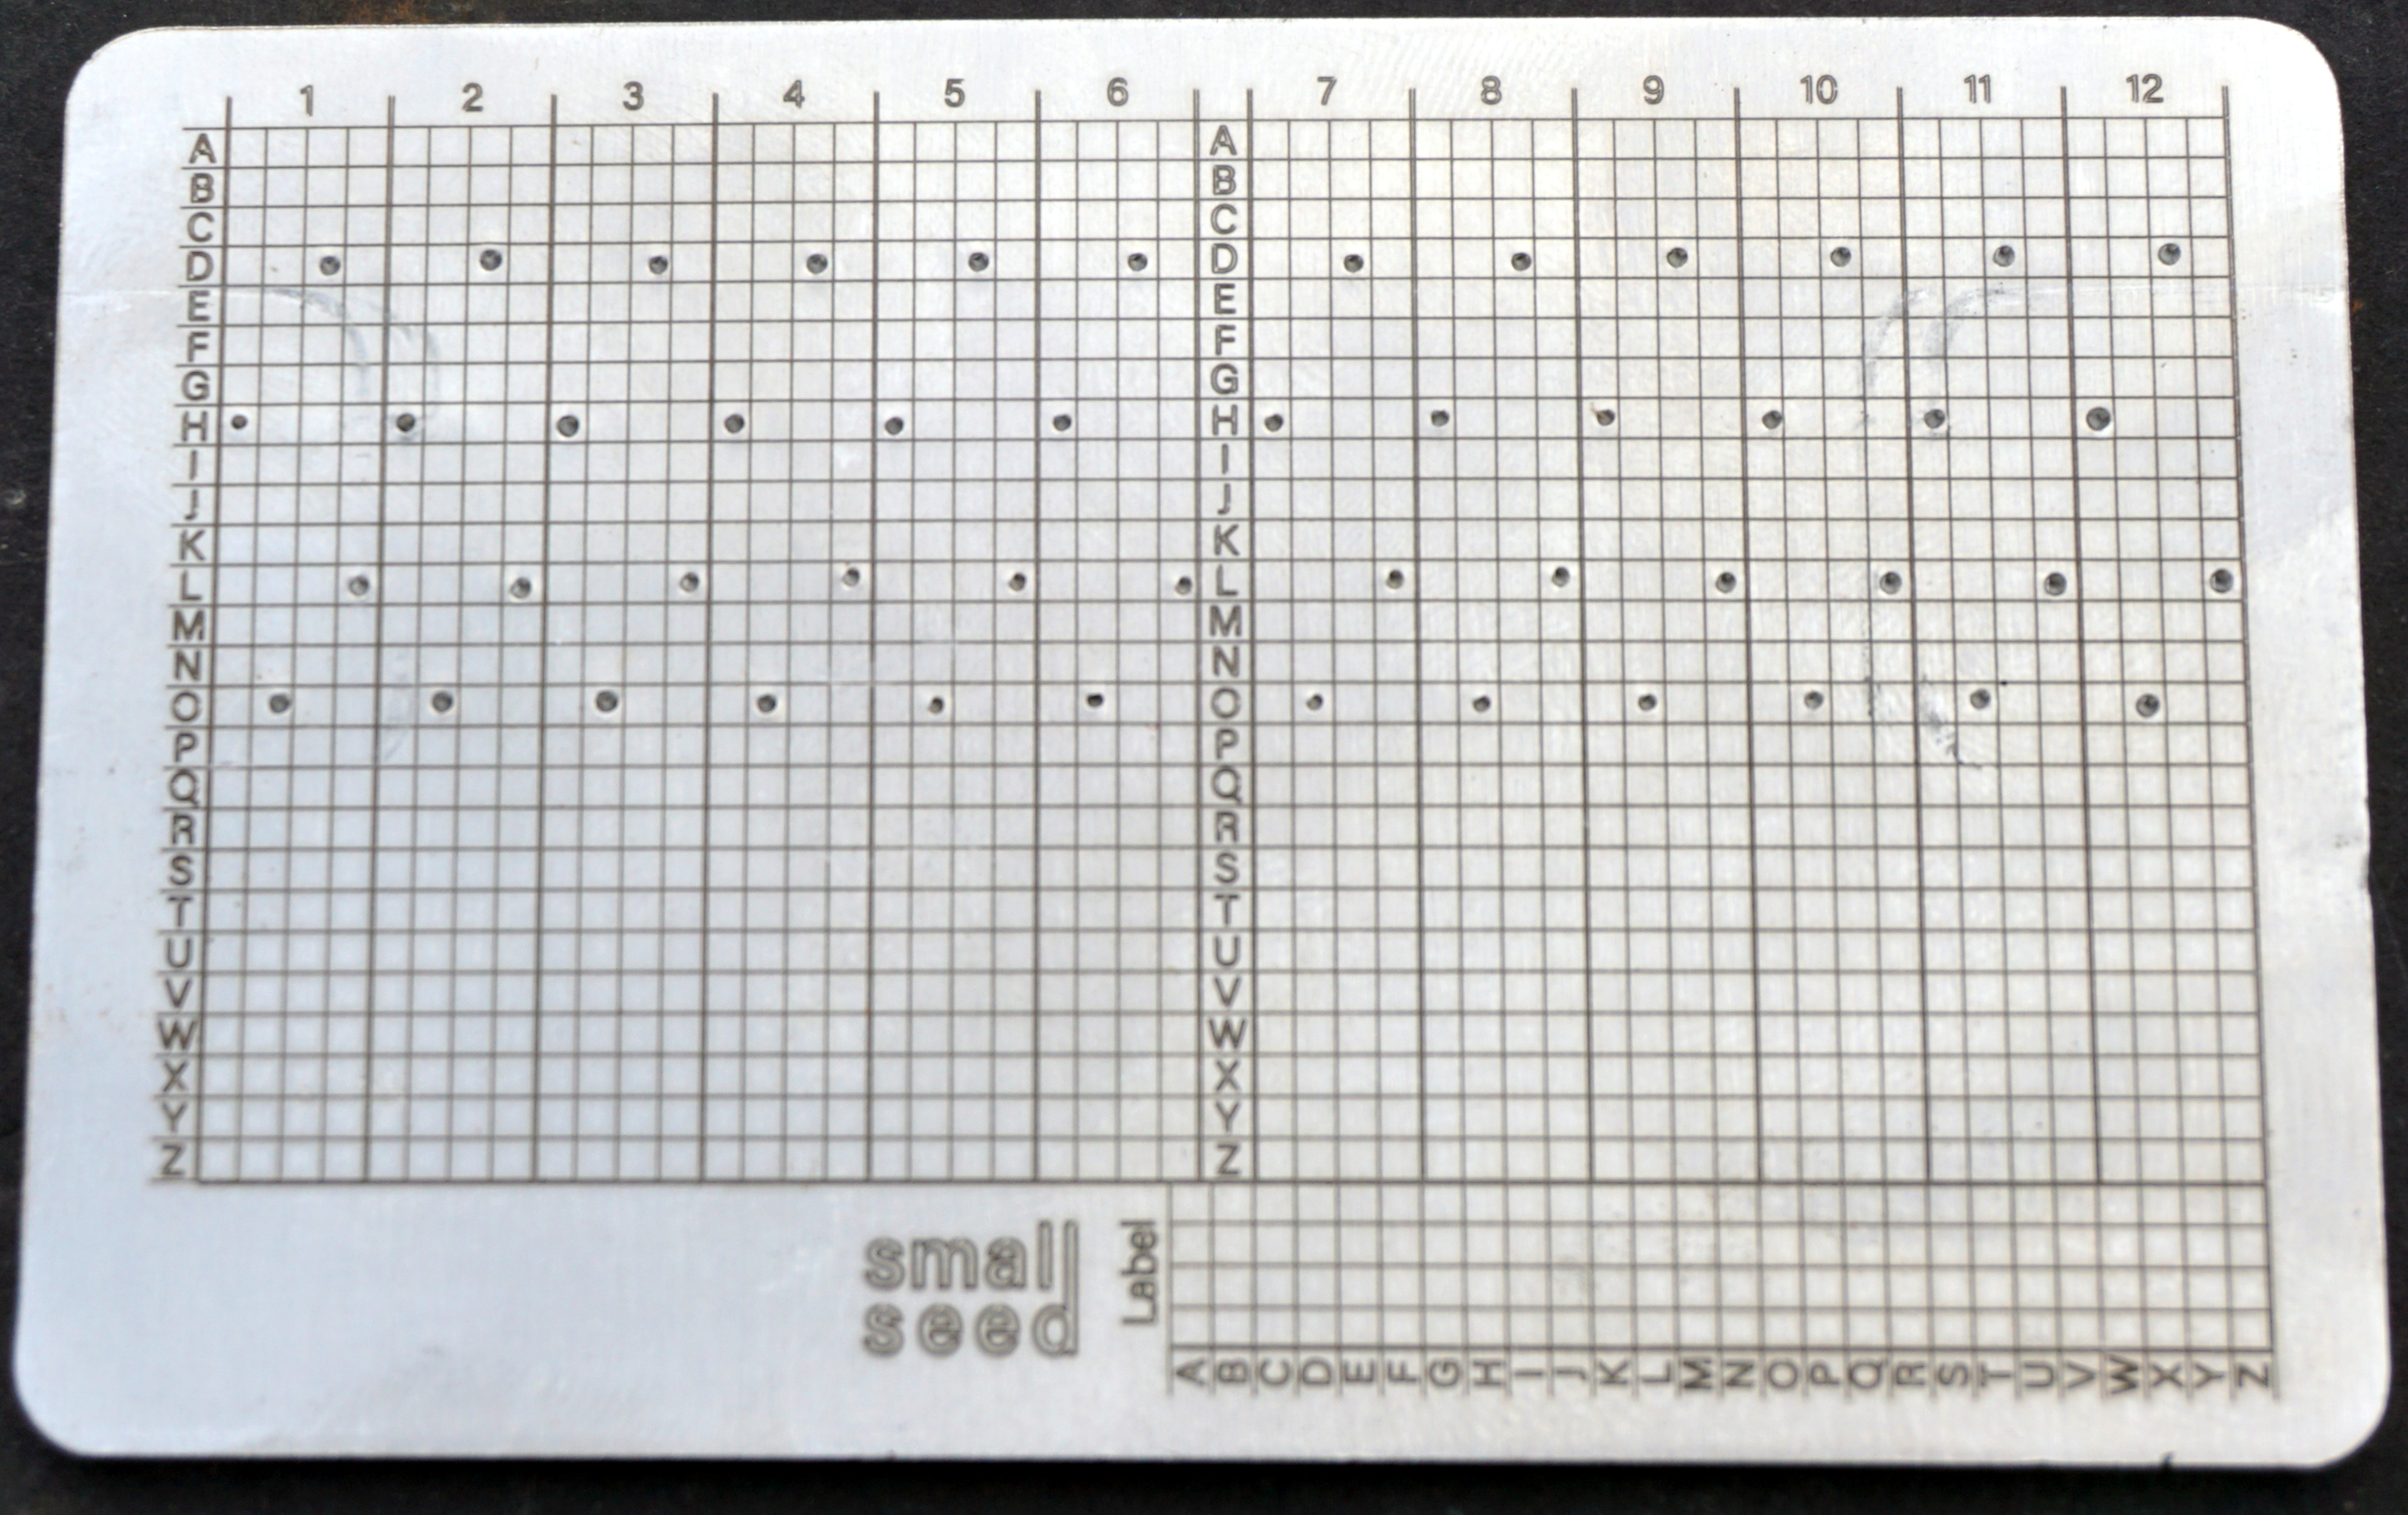 1 2 3 4 5 6 7 8 9 10 11 12
A A
B B
C C
D D
E E
F F
G G
H H
I I
J J
K K
L L
M M
N N
O O
P P
Q Q
R R
S S
T T
U U
V V
W W
X X
Y Y
Z Z
small
seed
Label
A B C D E F G H I J K L M N O P Q R S T U V W X Y Z